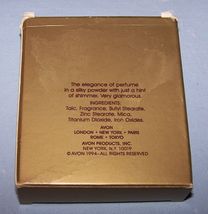 The elegance of perfume
in a silky powder with just a hint
of shimmer. Very glamorous.
INGREDIENTS:
Talc, Fragrance, Butyl Stearate,
Zinc Stearate, Mica,
Titanium Dioxide, Iron Oxides.
AVON
LONDON • NEW YORK • PARIS
ROME • TOKYO
AVON PRODUCTS, INC.
NEW YORK, N.Y. 10019
© AVON 1994 • ALL RIGHTS RESERVED